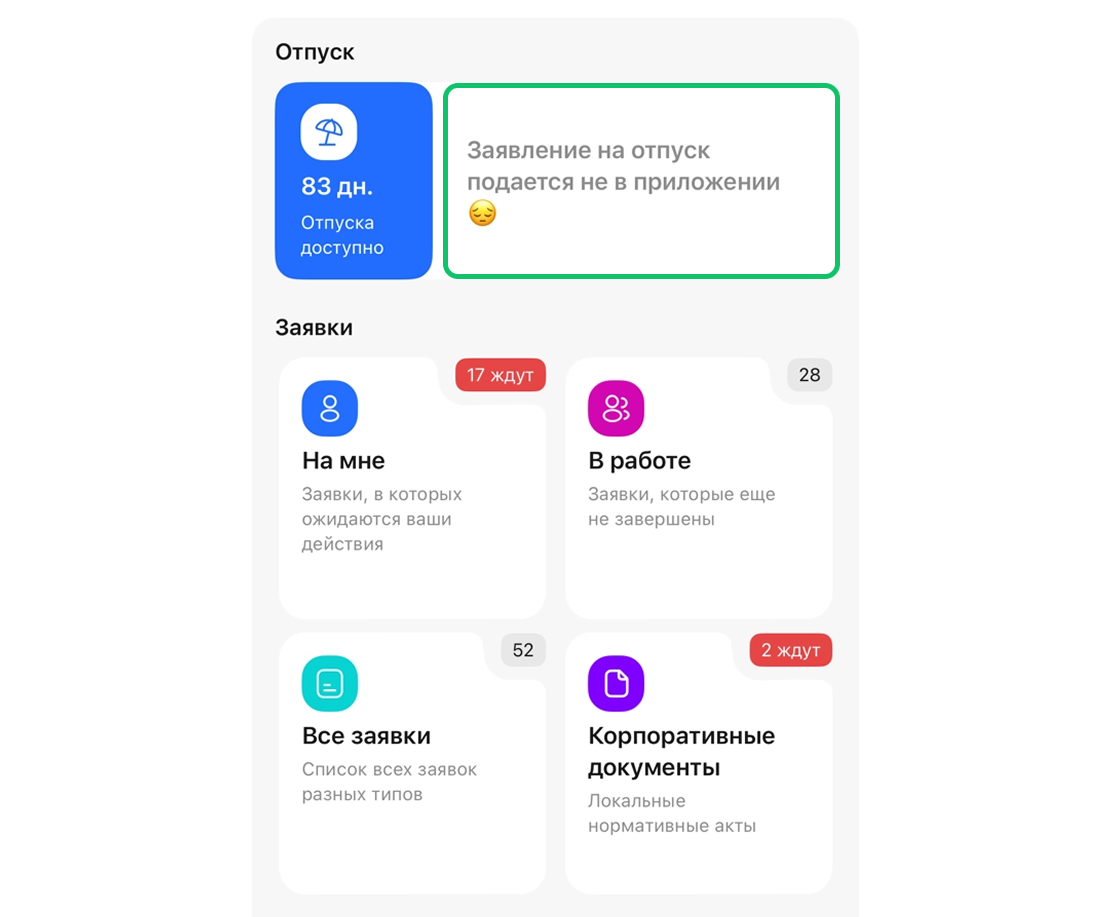 Отпуск
83 дн.
Отпуска
доступно
Заявление на отпуск
подается не в приложении
😔
Заявки
17 ждут
На мне
Заявки, в которых
ожидаются ваши
действия
28
В работе
Заявки, которые еще
не завершены
52
Все заявки
Список всех заявок
разных типов
2 ждут
Корпоративные
документы
Локальные
нормативные акты